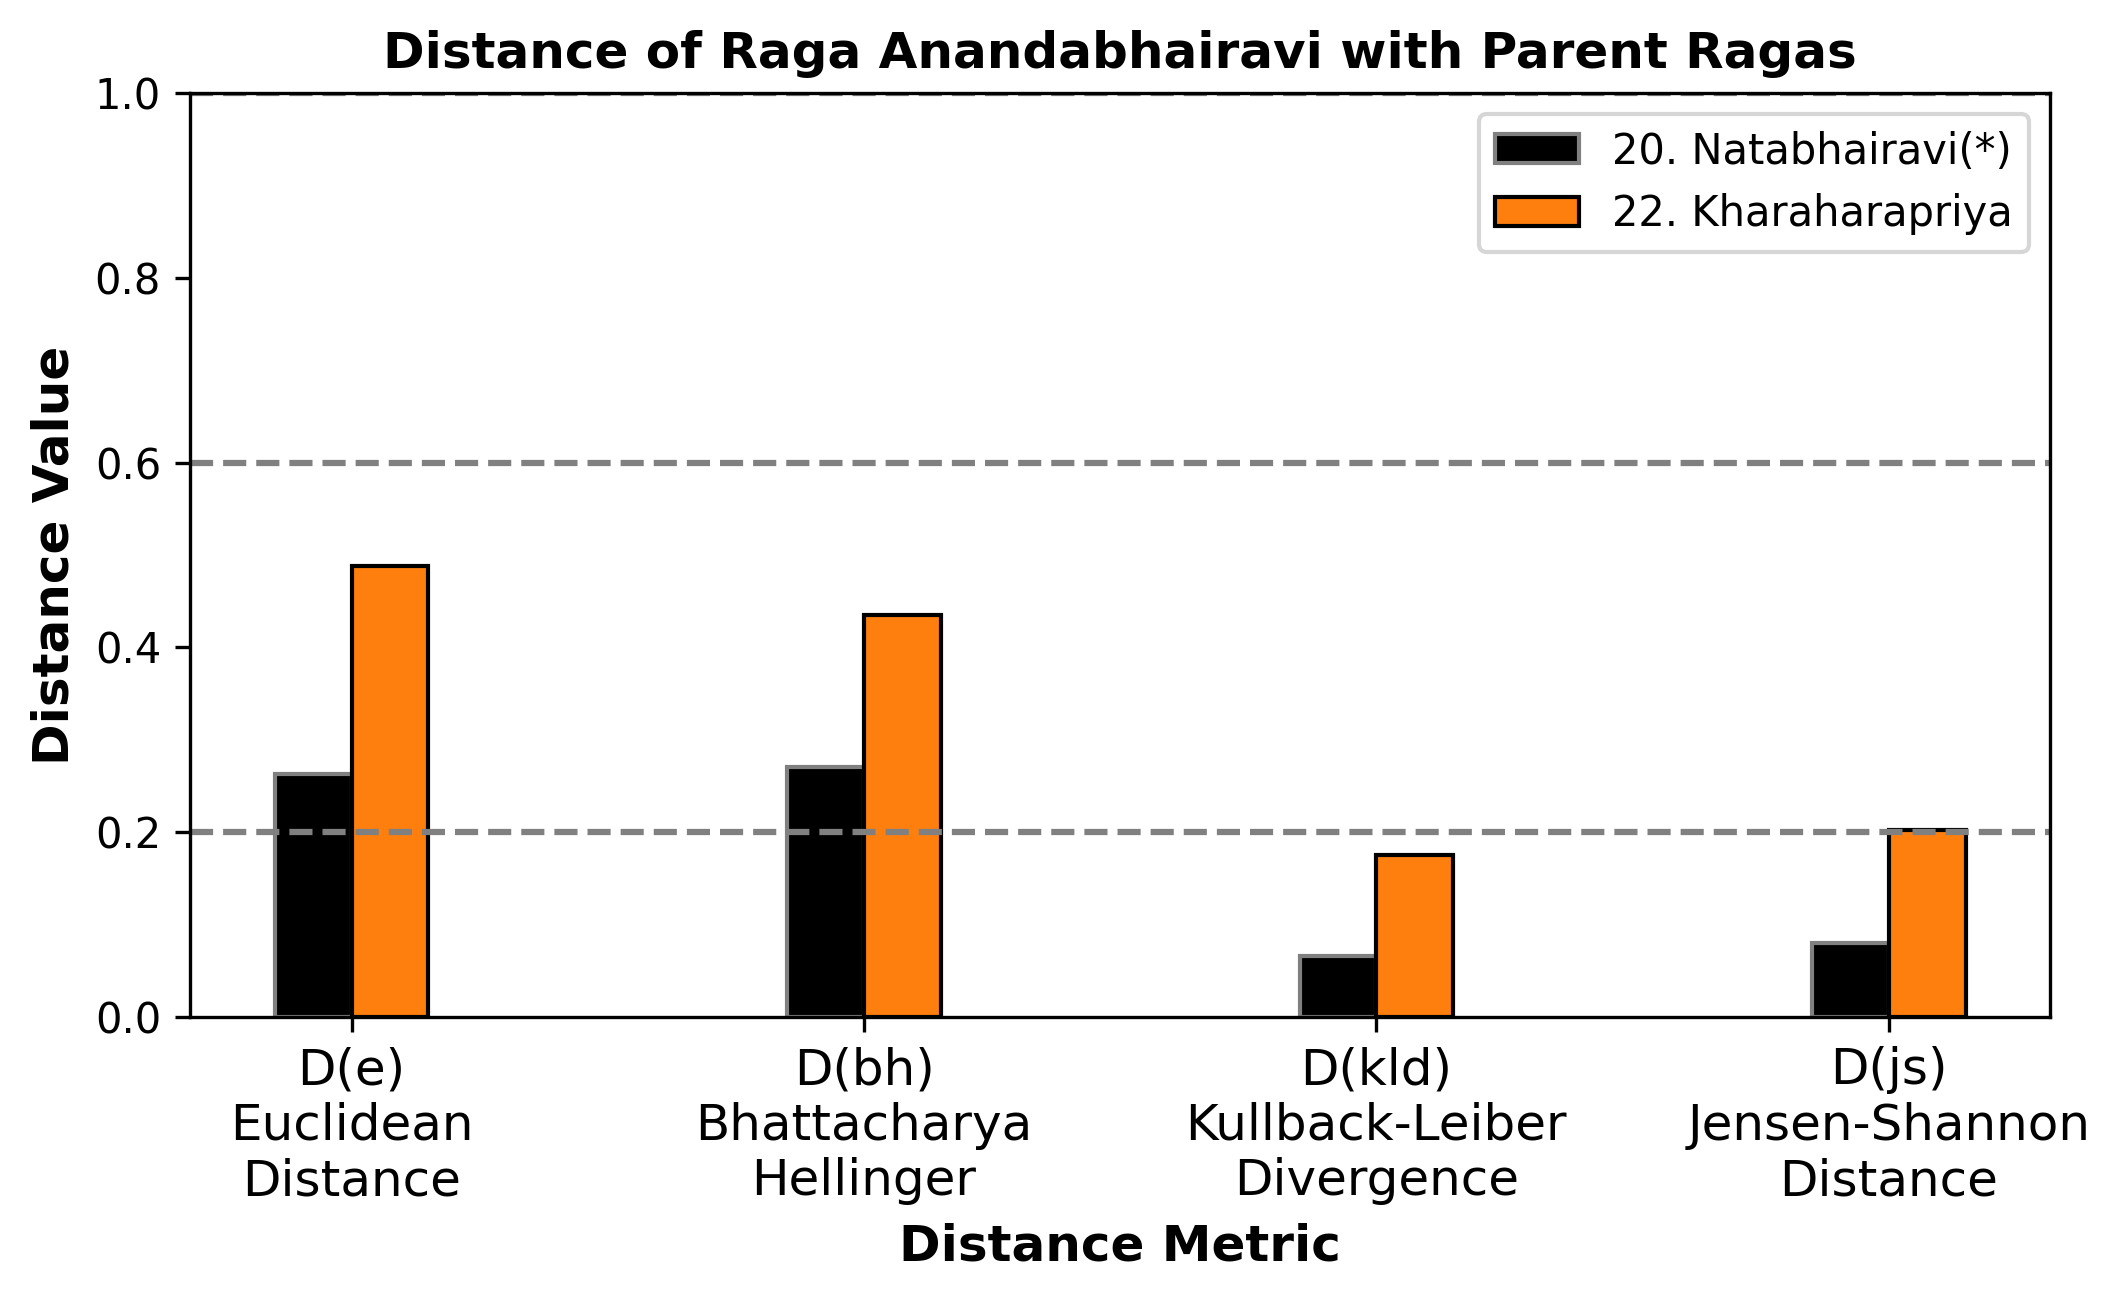 Distance of Raga Anandabhairavi with Parent Ragas
1.0
0.8
0.6
0.4
0.2
0.0
Distance Value
20. Natabhairavi(*)
22. Kharaharapriya
D(e)
Euclidean
Distance
D(bh)
Bhattacharya
Hellinger
D(kld)
Kullback-Leiber
Divergence
D(js)
Jensen-Shannon
Distance
Distance Metric